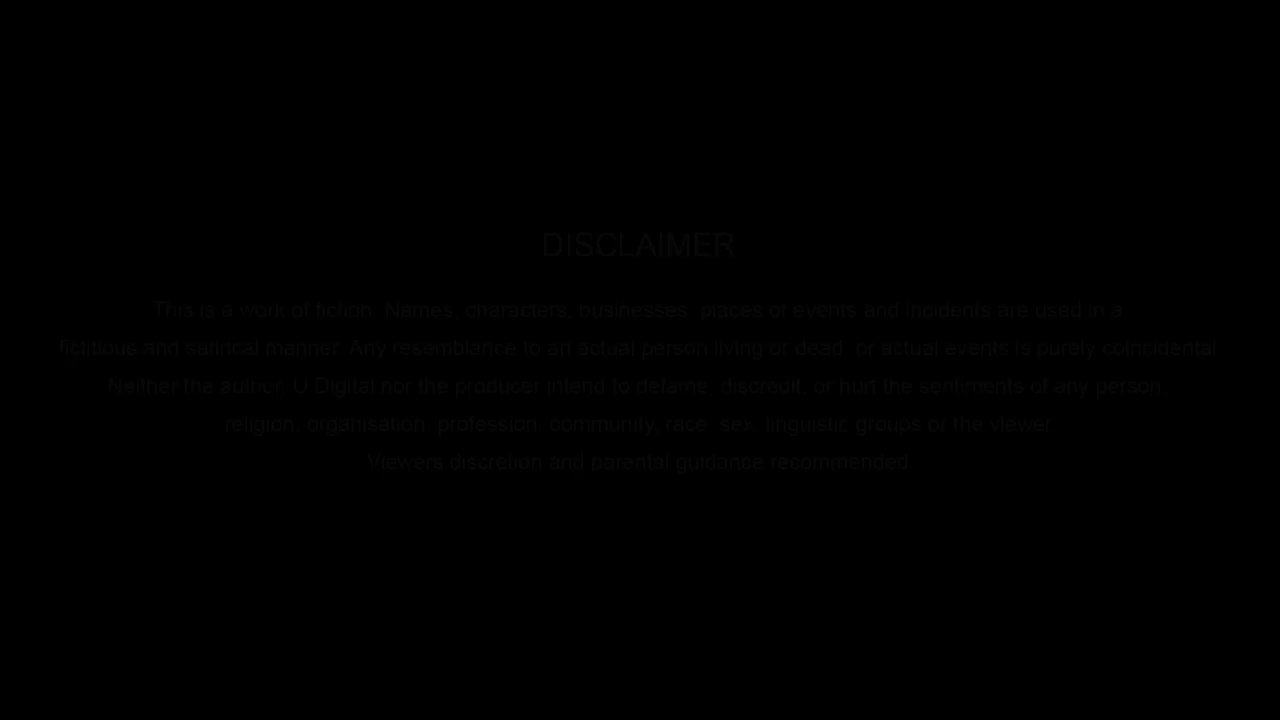 DISCLAIMER
This is a work of fiction. Names, characters, businesses, places of events and incidents are used in a
fictitious and satirical manner. Any resemblance to an actual person living or dead, or actual events is purely coincidental.
Neither the author, U Digital nor the producer intend to defame, discredit, or hurt the sentiments of any person,
religion, organisation, profession, community, race, sex, linguistic groups or the viewer.
Viewers discretion and parental guidance recommended.